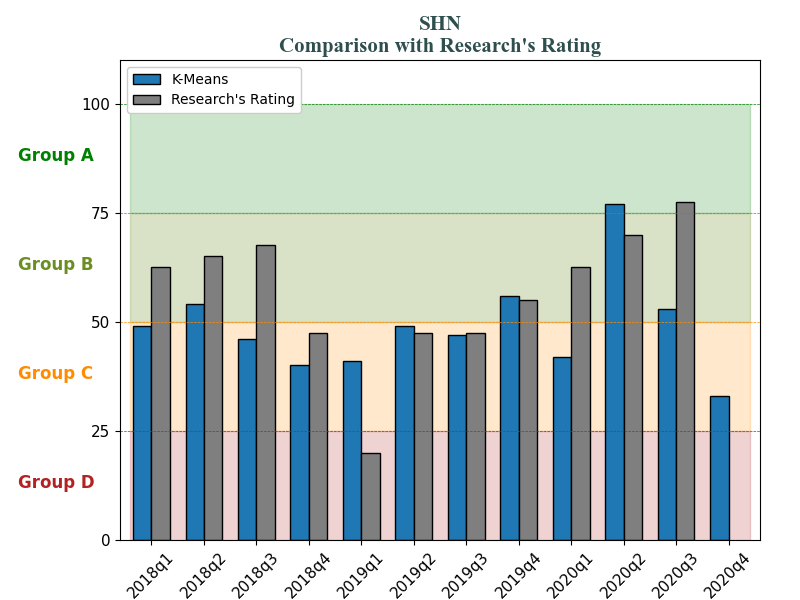 SHN
Comparison with Research's Rating
K-Means
Research's Rating
100
Group A
75
Group B
50
Group C
25
Group D
0
2018q1 2018q2 2018q3 2018q4 2019q1 2019q2 2019q3 2019q4 2020q1 2020q2 2020q3 2020q4